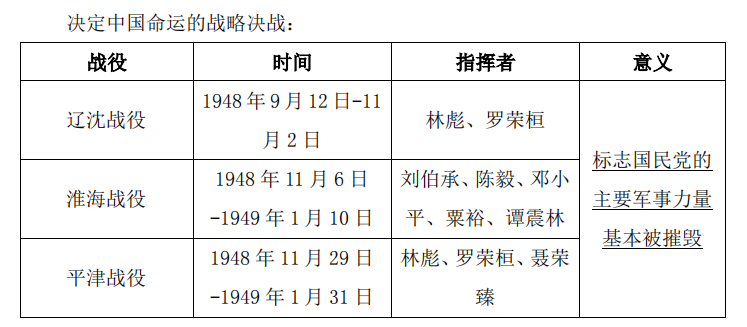 决定中国命运的战略决战：
战役 时间 指挥者 意义
辽沈战役
1948 年 9 月 12 日-11
月 2 日
林彪、罗荣桓
淮海战役
1948 年 11 月 6 日
-1949 年 1 月 10 日
刘伯承、陈毅、邓小
平、粟裕、谭震林
平津战役
1948 年 11 月 29 日
-1949 年 1 月 31 日
林彪、罗荣桓、聂荣
臻
标志国民党的
主要军事力量
基本被摧毁